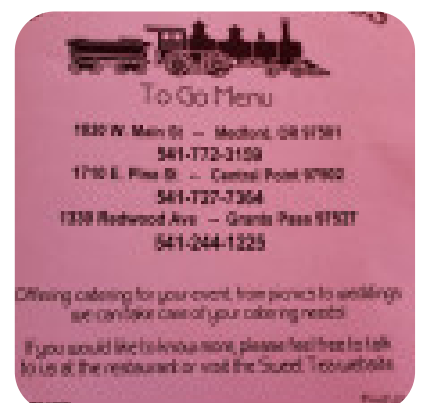 To Go Menu
W. Main St -- Medford, OR 97501
541-772-3159
1710 E. Pine St -- Central Point 97502
541-727-7364
Redwood Ave -- Grants Pass 97527
541-244-1225
Offering catering for your event, from picnics to weddings
we can take care of your catering needs!
If you would like to know more, please feel free to talk
to us at the restaurant or visit the Sweet Tea website